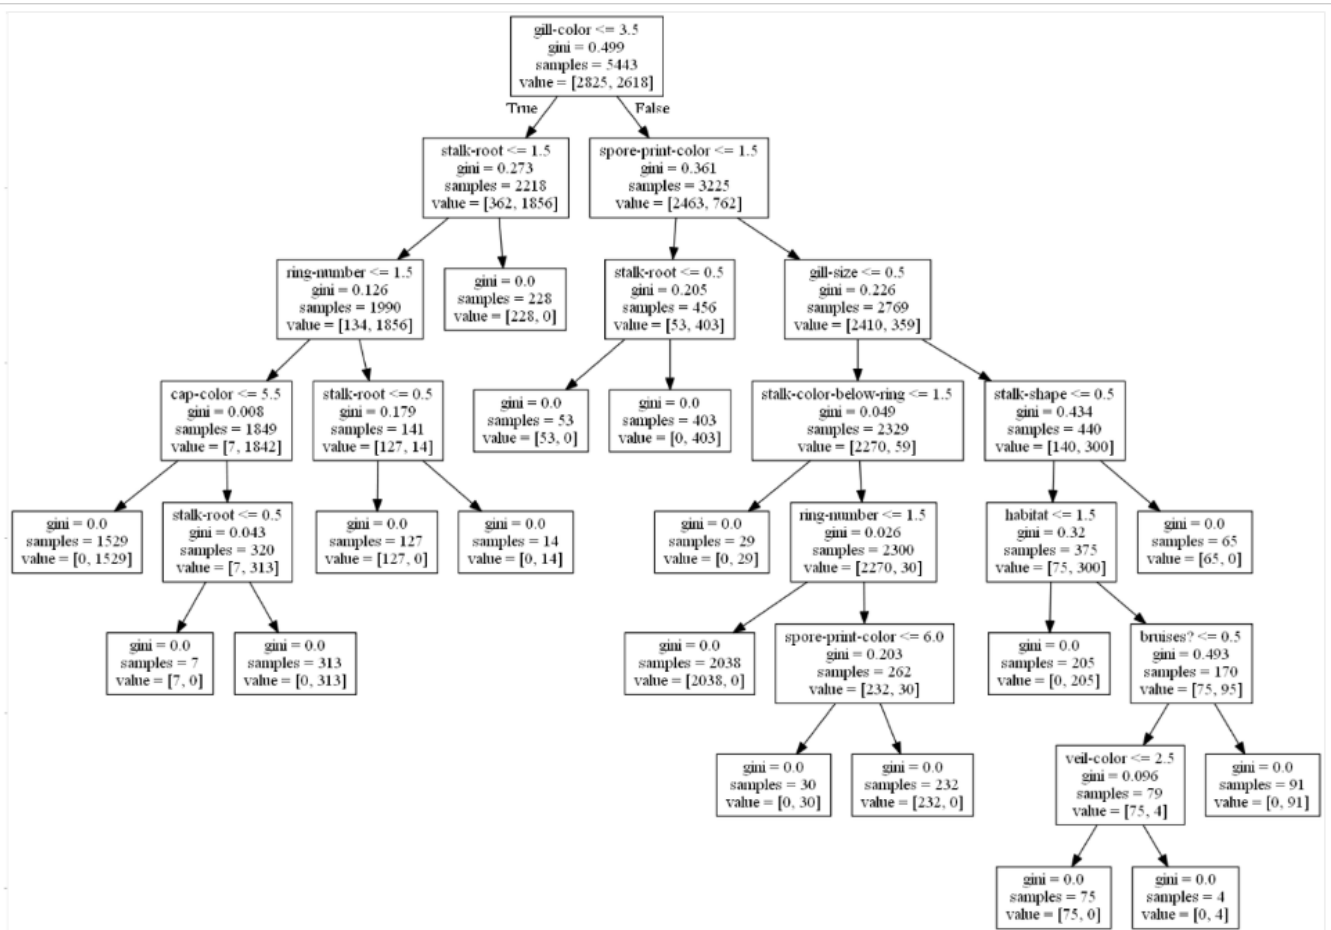 gill-color <= 3.5
gini = 0.499
samples = 5443
value = [2825, 2618]
True
False
stalk-root <= 1.5
gini = 0.273
samples = 2218
value = [362, 1856]
spore-print-color <= 1.5
gini = 0.361
samples = 3225
value = [2463, 762]
ring-number <= 1.5
gini = 0.126
samples = 1990
value = [134, 1856]
gini = 0.0
samples = 228
value = [228, 0]
stalk-root <= 0.5
gini = 0.205
samples = 456
value = [53, 403]
gill-size <= 0.5
gini = 0.226
samples = 2769
value = [2410, 359]
cap-color <= 5.5
gini = 0.008
samples = 1849
value = [7, 1842]
stalk-root <= 0.5
gini = 0.179
samples = 141
value = [127, 14]
gini = 0.0
samples = 53
value = [53, 0]
gini = 0.0
samples = 403
value = [0, 403]
stalk-color-below-ring <= 1.5
gini = 0.049
samples = 2329
value = [2270, 59]
stalk-shape <= 0.5
gini = 0.434
samples = 440
value = [140, 300]
gini = 0.0
samples = 1529
value = [0, 1529]
stalk-root <= 0.5
gini = 0.043
samples = 320
value = [7, 313]
gini = 0.0
samples = 127
value = [127, 0]
gini = 0.0
samples = 14
value = [0, 14]
gini = 0.0
samples = 29
value = [0, 29]
ring-number <= 1.5
gini = 0.026
samples = 2300
value = [2270, 30]
habitat <= 1.5
gini = 0.32
samples = 375
value = [75, 300]
gini = 0.0
samples = 65
value = [65, 0]
gini = 0.0
samples = 7
value = [7, 0]
gini = 0.0
samples = 313
value = [0, 313]
gini = 0.0
samples = 2038
value = [2038, 0]
spore-print-color <= 6.0
gini = 0.203
samples = 262
value = [232, 30]
gini = 0.0
samples = 205
value = [0, 205]
bruises? <= 0.5
gini = 0.493
samples = 170
value = [75, 95]
gini = 0.0
samples = 30
value = [0, 30]
gini = 0.0
samples = 232
value = [232, 0]
veil-color <= 2.5
gini = 0.096
samples = 79
value = [75, 4]
gini = 0.0
samples = 91
value = [0, 91]
gini = 0.0
samples = 75
value = [75, 0]
gini = 0.0
samples = 4
value = [0, 4]